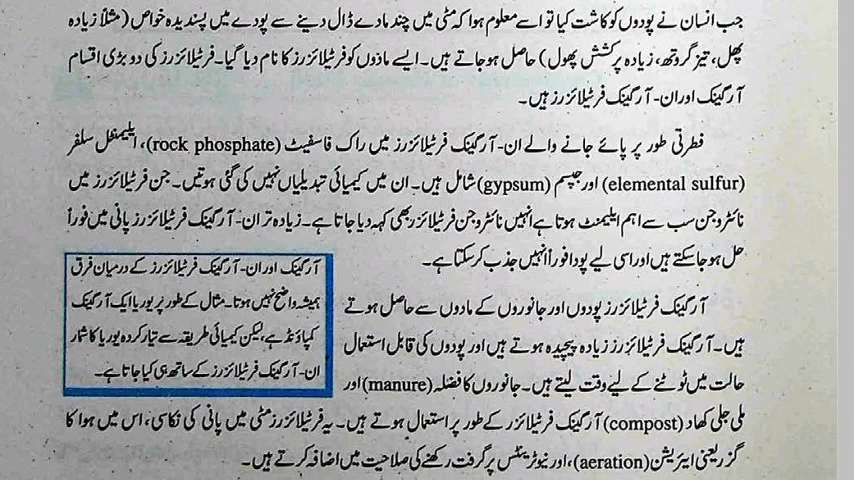 جب انسان نے پودوں کو کاشت کیا تو اسے معلوم ہوا کہ مٹی میں چند مادے ڈال دینے سے پودے میں پسندیدہ خواص (مثلاً زیادہ
پھل، تیز گروتھ، زیادہ پرکشش پھول) حاصل ہو جاتے ہیں۔ ایسے مادّوں کو فرٹیلائزرز کا نام دیا گیا۔ فرٹیلائزرز کی دو بڑی اقسام
آرگینک اور ان-آرگینک فرٹیلائزرز ہیں۔
فطرتی طور پر پائے جانے والے ان-آرگینک فرٹیلائزرز میں راک فاسفیٹ (rock phosphate)، ایلیمنٹل سلفر
(elemental sulfur) اور جپسم (gypsum) شامل ہیں۔ ان میں کیمیائی تبدیلیاں نہیں کی گئی ہوتیں۔ جن فرٹیلائزرز میں
نائٹروجن سب سے اہم ایلیمنٹ ہوتا ہے انہیں نائٹروجن فرٹیلائزر بھی کہہ دیا جاتا ہے۔ زیادہ تر ان-آرگینک فرٹیلائزرز پانی میں فوراً
حل ہو جاسکتے ہیں اور اسی لیے پودا فوراً انہیں جذب کر سکتا ہے۔
آرگینک فرٹیلائزرز پودوں اور جانوروں کے مادوں سے حاصل ہوتے
ہیں۔ آرگینک فرٹیلائزرز زیادہ پیچیدہ ہوتے ہیں اور پودوں کی قابل استعمال
حالت میں ٹوٹنے کے لیے وقت لیتے ہیں۔ جانوروں کا فضلہ (manure) اور
ملی جلی کھاد (compost) آرگینک فرٹیلائزر کے طور پر استعمال ہوتے ہیں۔ یہ فرٹیلائزرز مٹی میں پانی کی نکاسی، اس میں ہوا کا
گزر یعنی ایئریشن (aeration)، اور نیوٹرینٹس پر گرفت رکھنے کی صلاحیت میں اضافہ کرتے ہیں۔
آرگینک اور ان-آرگینک فرٹیلائزرز کے درمیان فرق
ہمیشہ واضح نہیں ہوتا۔ مثال کے طور پر یوریا ایک آرگینک
کمپاؤنڈ ہے، لیکن کیمیائی طریقہ سے تیار کردہ یوریا کا شمار
ان-آرگینک فرٹیلائزرز کے ساتھ ہی کیا جاتا ہے۔